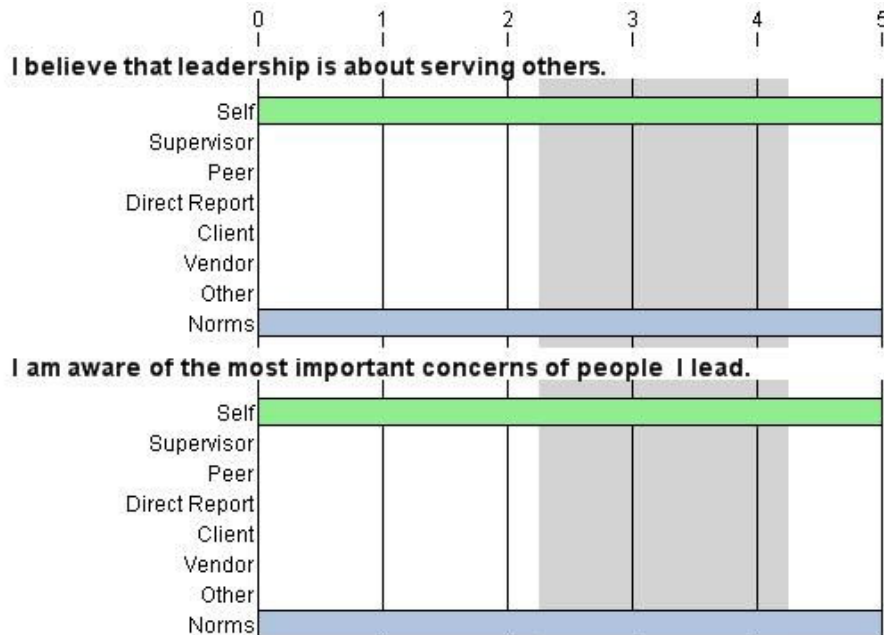 0 1 2 3 4 5
I believe that leadership is about serving others.
Self
Supervisor
Peer
Direct Report
Client
Vendor
Other
Norms
I am aware of the most important concerns of people I lead.
Self
Supervisor
Peer
Direct Report
Client
Vendor
Other
Norms